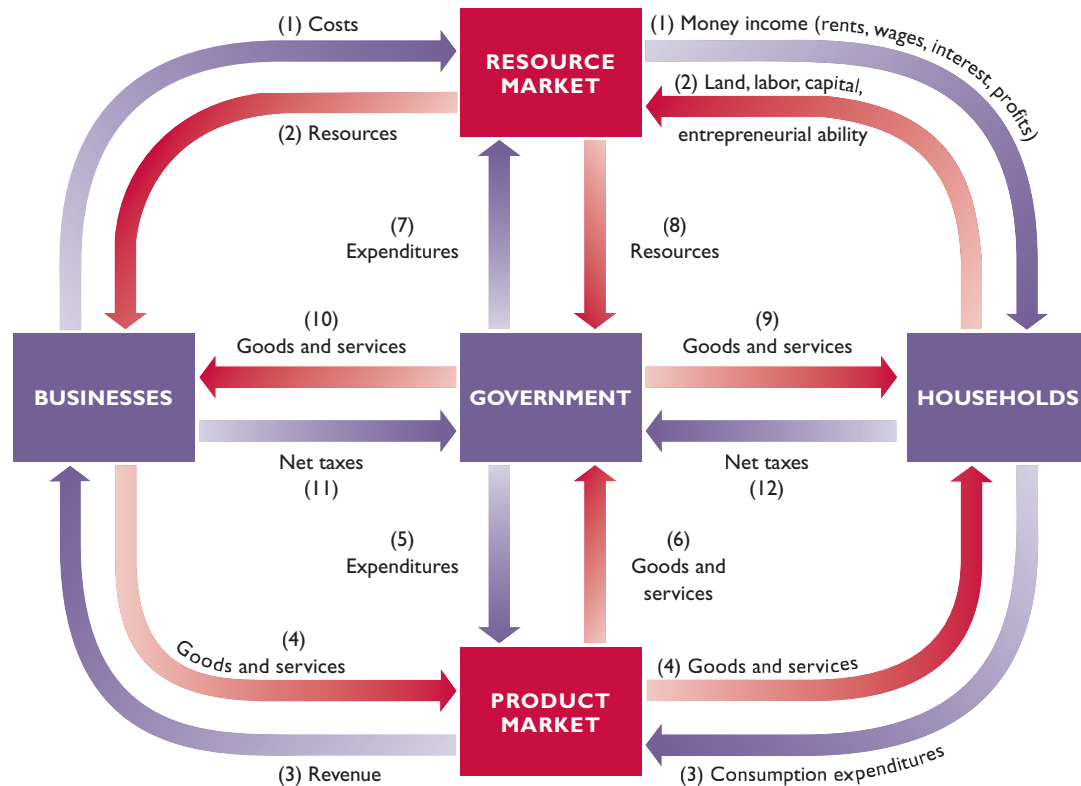 (1) Costs
RESOURCE
MARKET
(1) Money income (rents, wages, interest, profits)
(2) Land, labor, capital,
entrepreneurial ability
(2) Resources
(7)
Expenditures
(8)
Resources
(10)
Goods and services
(9)
Goods and services
BUSINESSES
GOVERNMENT
HOUSEHOLDS
Net taxes
(11)
Net taxes
(12)
(5)
Expenditures
(6)
Goods and
services
(4)
Goods and services
(4) Goods and services
PRODUCT
MARKET
(3) Revenue
(3) Consumption expenditures